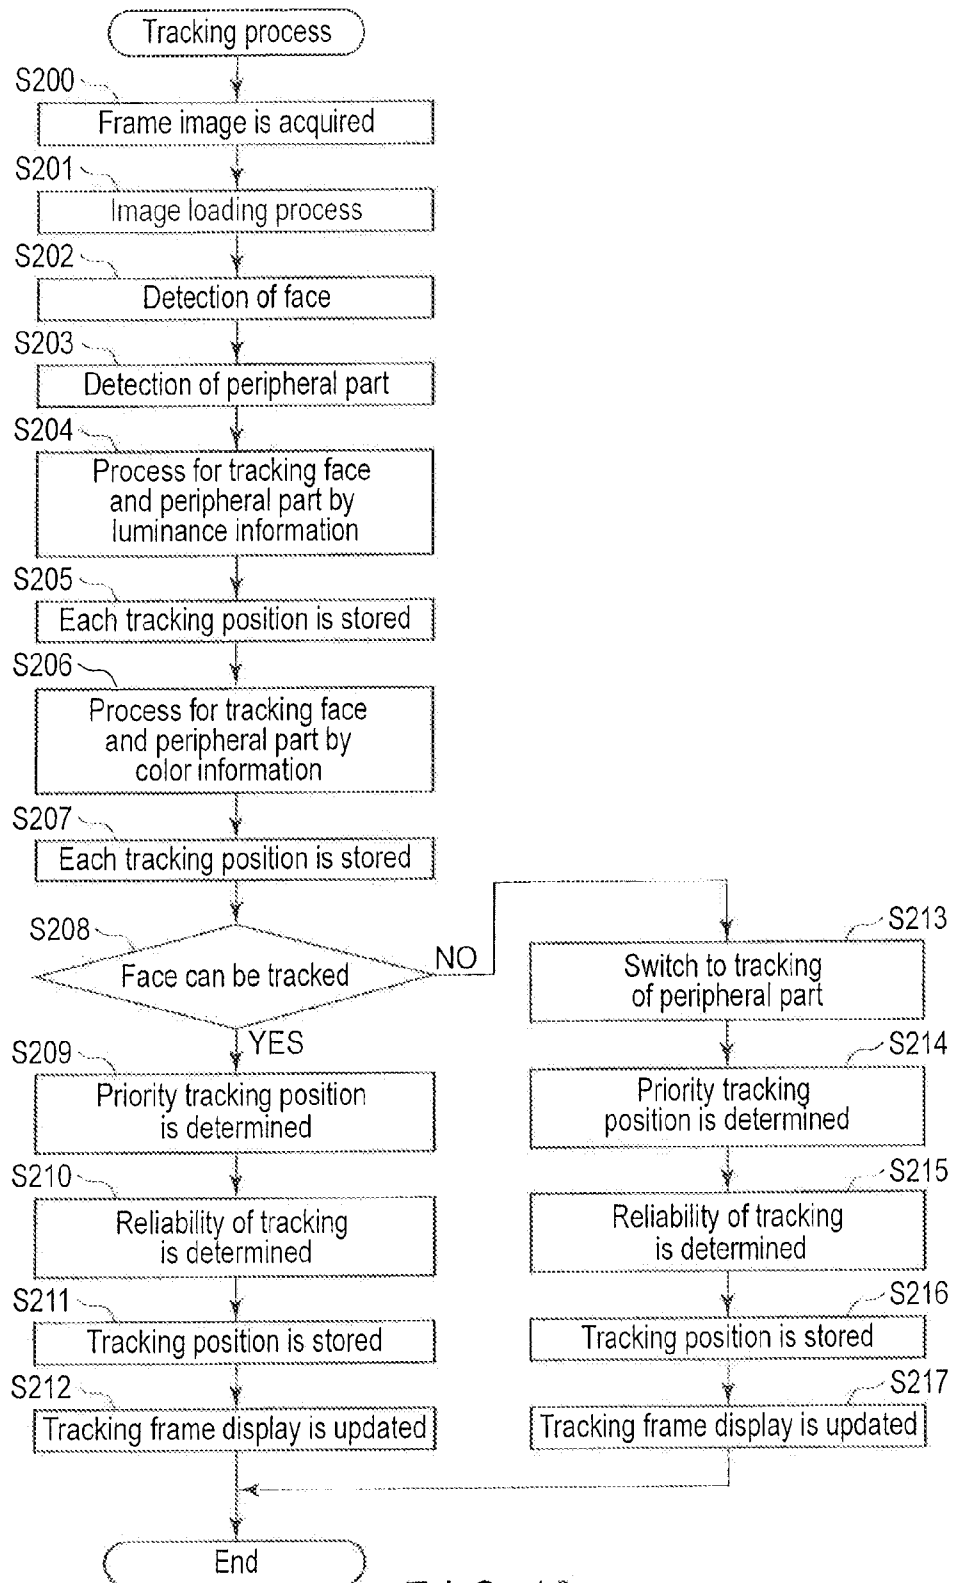 Tracking process
S200
Frame image is acquired
S201
Image loading process
S202
Detection of face
S203
Detection of peripheral part
S204
Process for tracking face
and peripheral part by
luminance information
S205
Each tracking position is stored
S206
Process for tracking face
and peripheral part by
color information
S207
Each tracking position is stored
S208
Face can be tracked
NO
YES
S209
Priority tracking position
is determined
S210
Reliability of tracking
is determined
S211
Tracking position is stored
S212
Tracking frame display is updated
S213
Switch to tracking
of peripheral part
S214
Priority tracking
position is determined
S215
Reliability of tracking
is determined
S216
Tracking position is stored
S217
Tracking frame display is updated
End